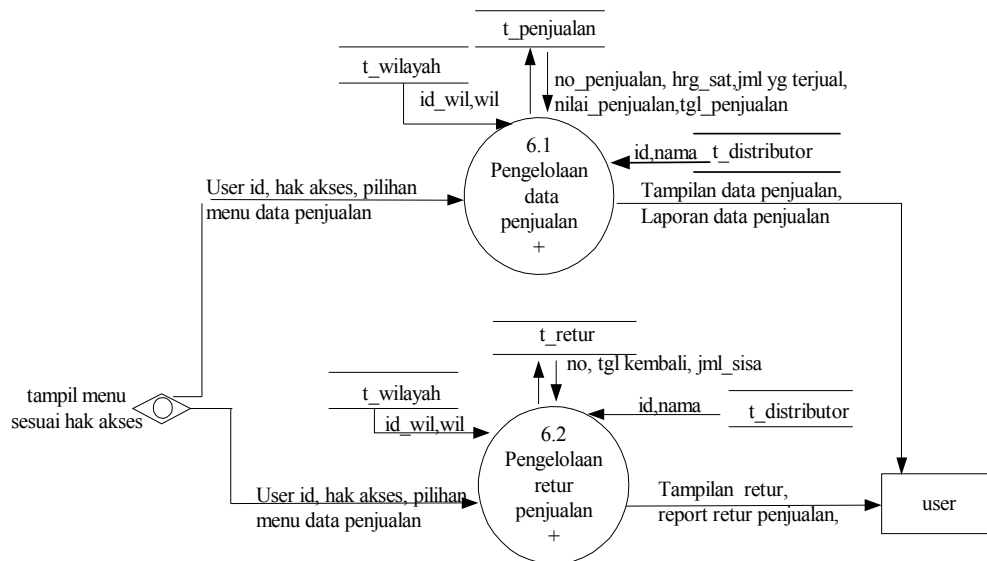 t_penjualan
t_wilayah
id_wil,wil
no_penjualan, hrg_sat,jml yg terjual,
nilai_penjualan,tgl_penjualan
6.1
Pengelolaan
data
penjualan
+
id,nama
t_distributor
User id, hak akses, pilihan
menu data penjualan
Tampilan data penjualan,
Laporan data penjualan
t_retur
no, tgl kembali, jml_sisa
t_wilayah
id_wil,wil
id,nama
t_distributor
tampil menu
sesuai hak akses
6.2
Pengelolaan
retur
penjualan
+
User id, hak akses, pilihan
menu data penjualan
Tampilan retur,
report retur penjualan,
user